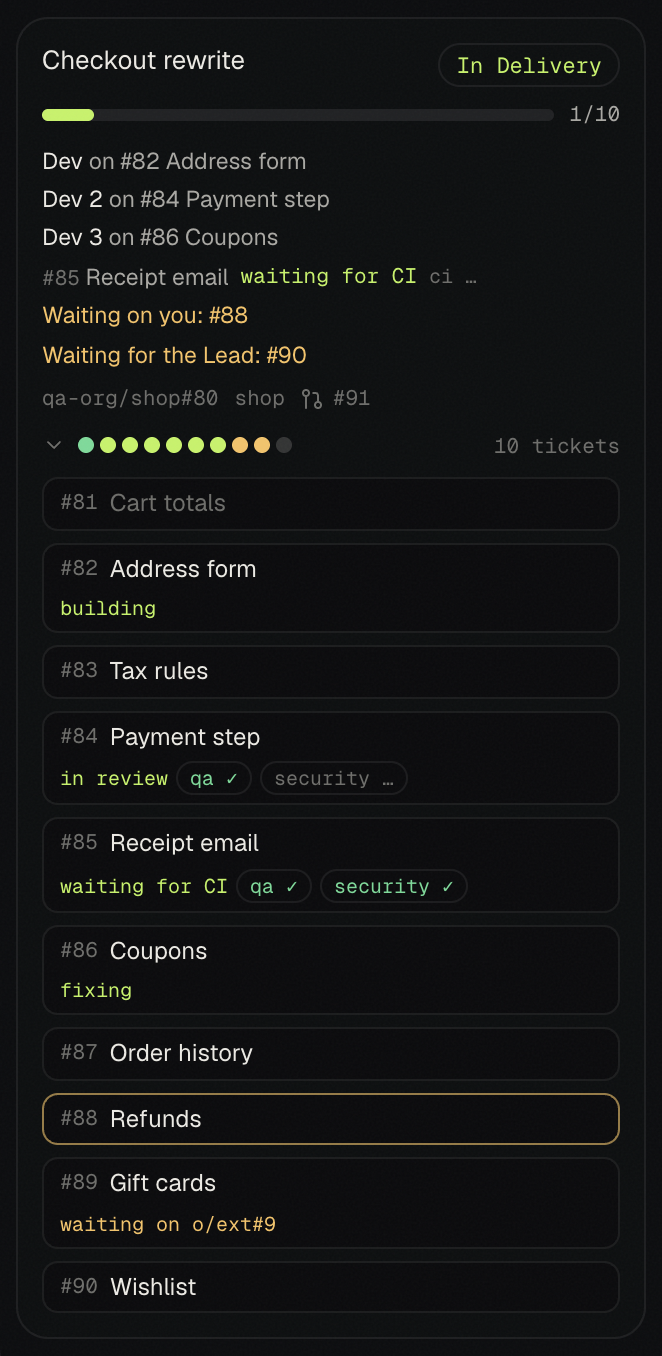 Checkout rewrite In Delivery
1/10
Dev on #82 Address form
Dev 2 on #84 Payment step
Dev 3 on #86 Coupons
#85 Receipt email waiting for CI ci …
Waiting on you: #88
Waiting for the Lead: #90
qa-org/shop#80 shop #91
10 tickets
#81 Cart totals
#82 Address form
building
#83 Tax rules
#84 Payment step
in review qa ✓ security …
#85 Receipt email
waiting for CI qa ✓ security ✓
#86 Coupons
fixing
#87 Order history
#88 Refunds
#89 Gift cards
waiting on o/ext#9
#90 Wishlist